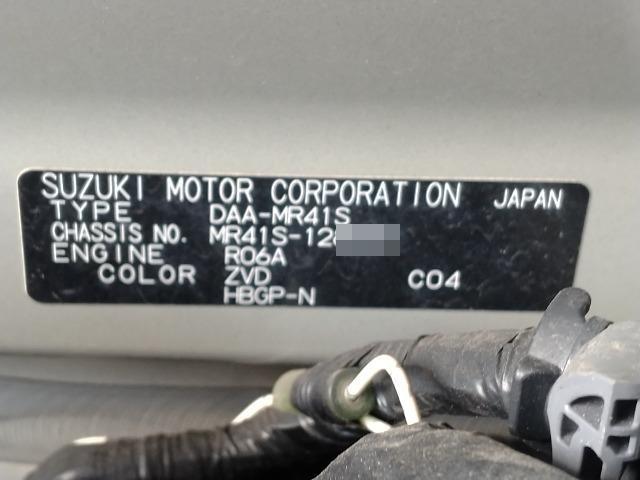 SUZUKI MOTOR CORPORATION JAPAN
TYPE DAA-MR41S
CHASSIS NO. MR41S-12
ENGINE R06A
COLOR ZVD C04
HBGP-N